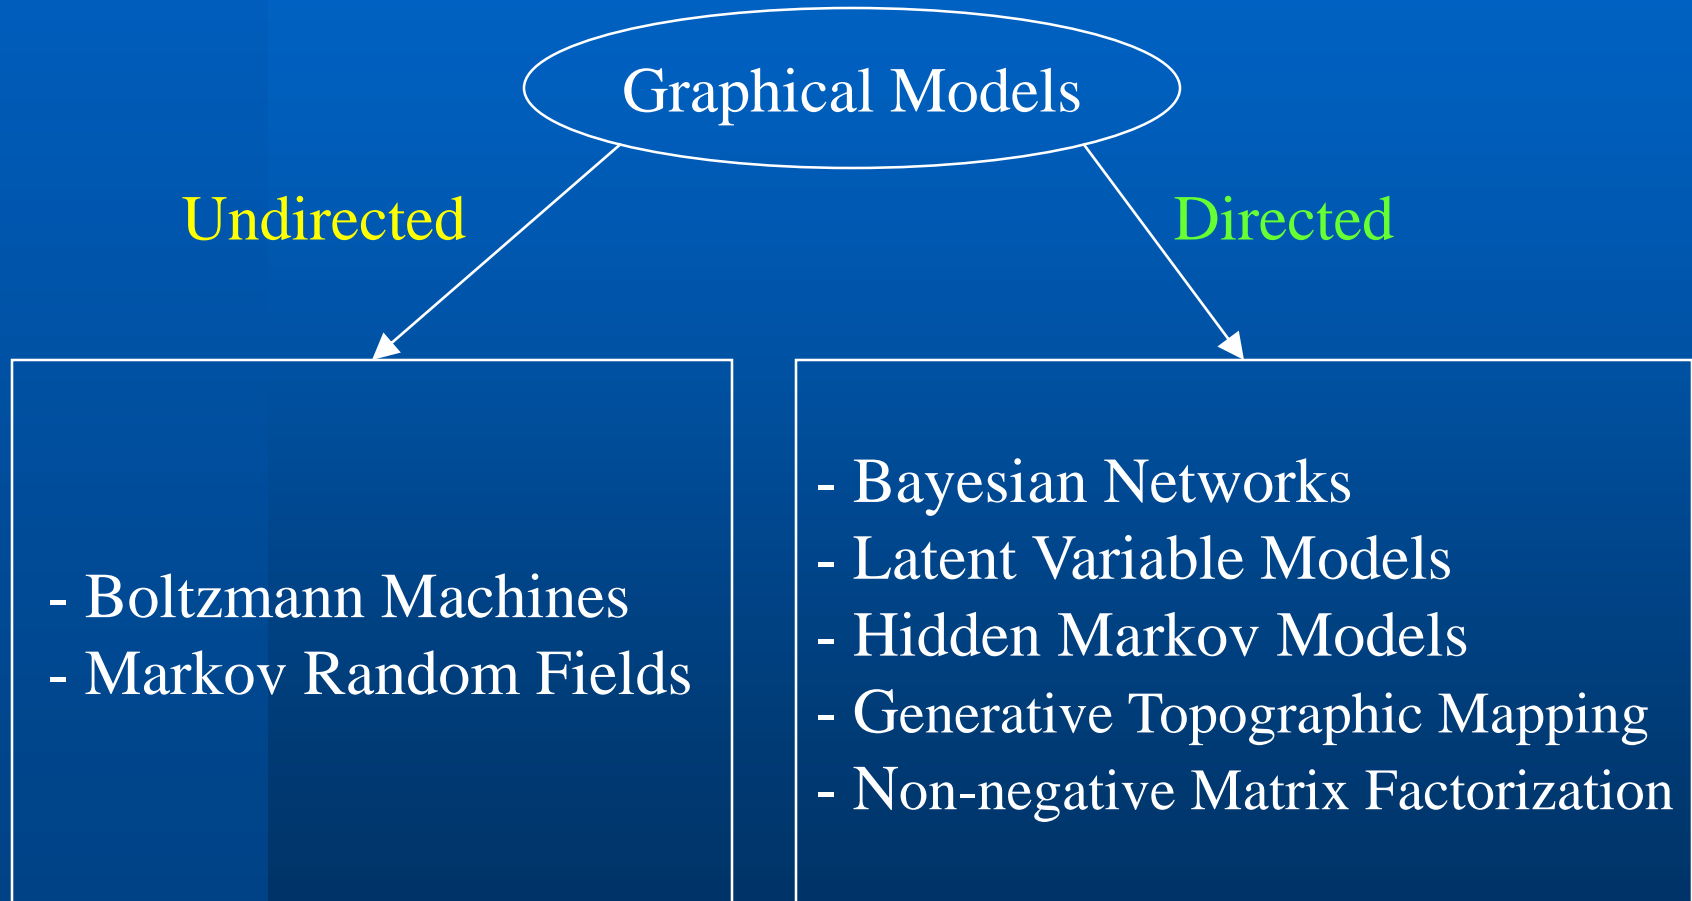 Graphical Models
Undirected
Directed
- Boltzmann Machines
- Markov Random Fields
- Bayesian Networks
- Latent Variable Models
- Hidden Markov Models
- Generative Topographic Mapping
- Non-negative Matrix Factorization